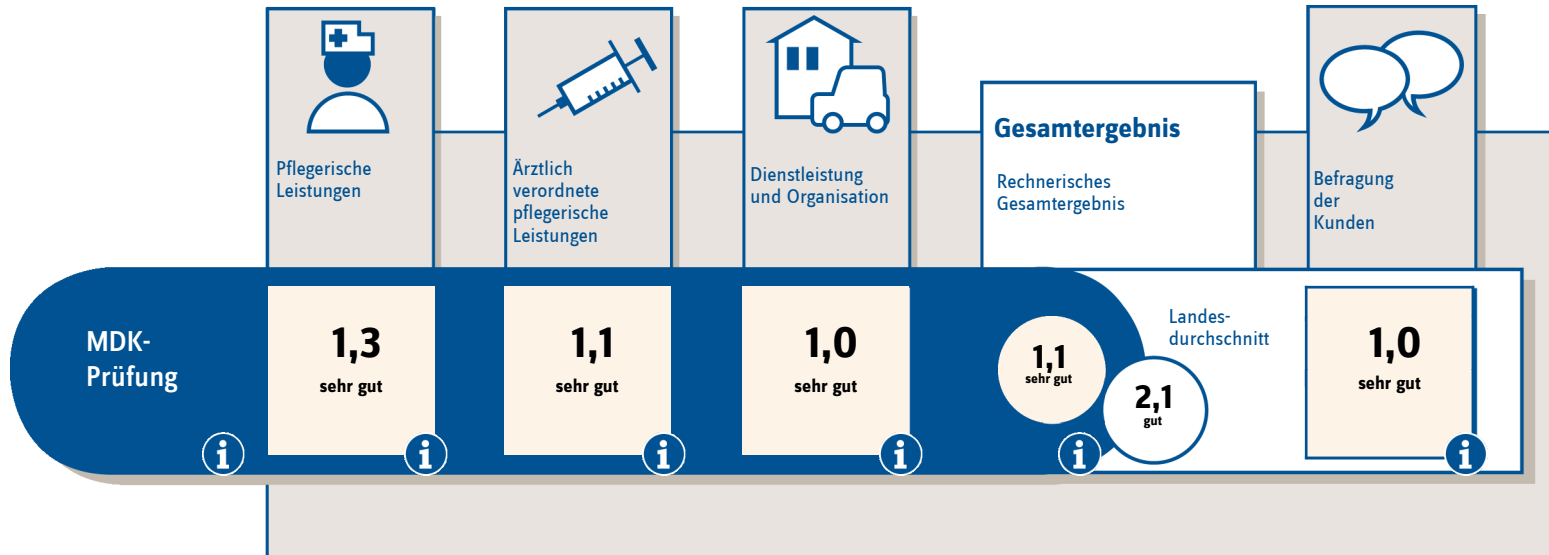 Pflegerische
Leistungen
Ärztlich
verordnete
pflegerische
Leistungen
Dienstleistung
und Organisation
Gesamtergebnis
Rechnerisches
Gesamtergebnis
Befragung
der
Kunden
MDK-
Prüfung
1,3
sehr gut
1,1
sehr gut
1,0
sehr gut
1,1
sehr gut
Landes-
durchschnitt
2,1
gut
1,0
sehr gut
i
i
i
i
i
i